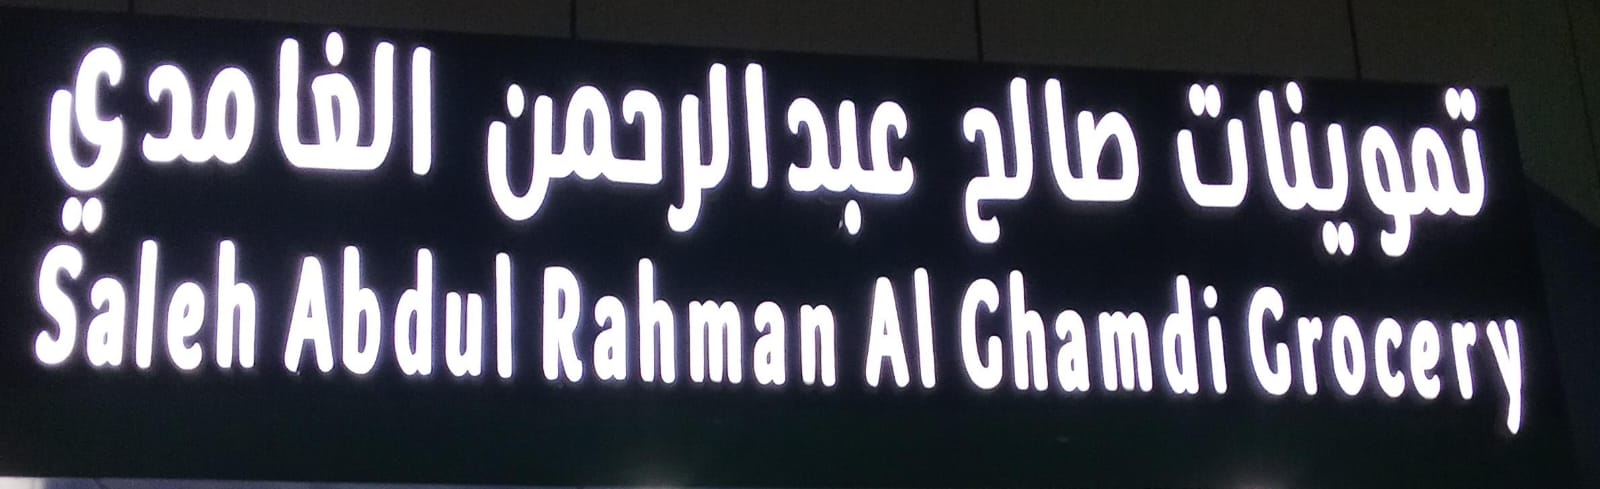 تموينات صالح عبدالرحمن الغامدي
Saleh Abdul Rahman Al Ghamdi Grocery